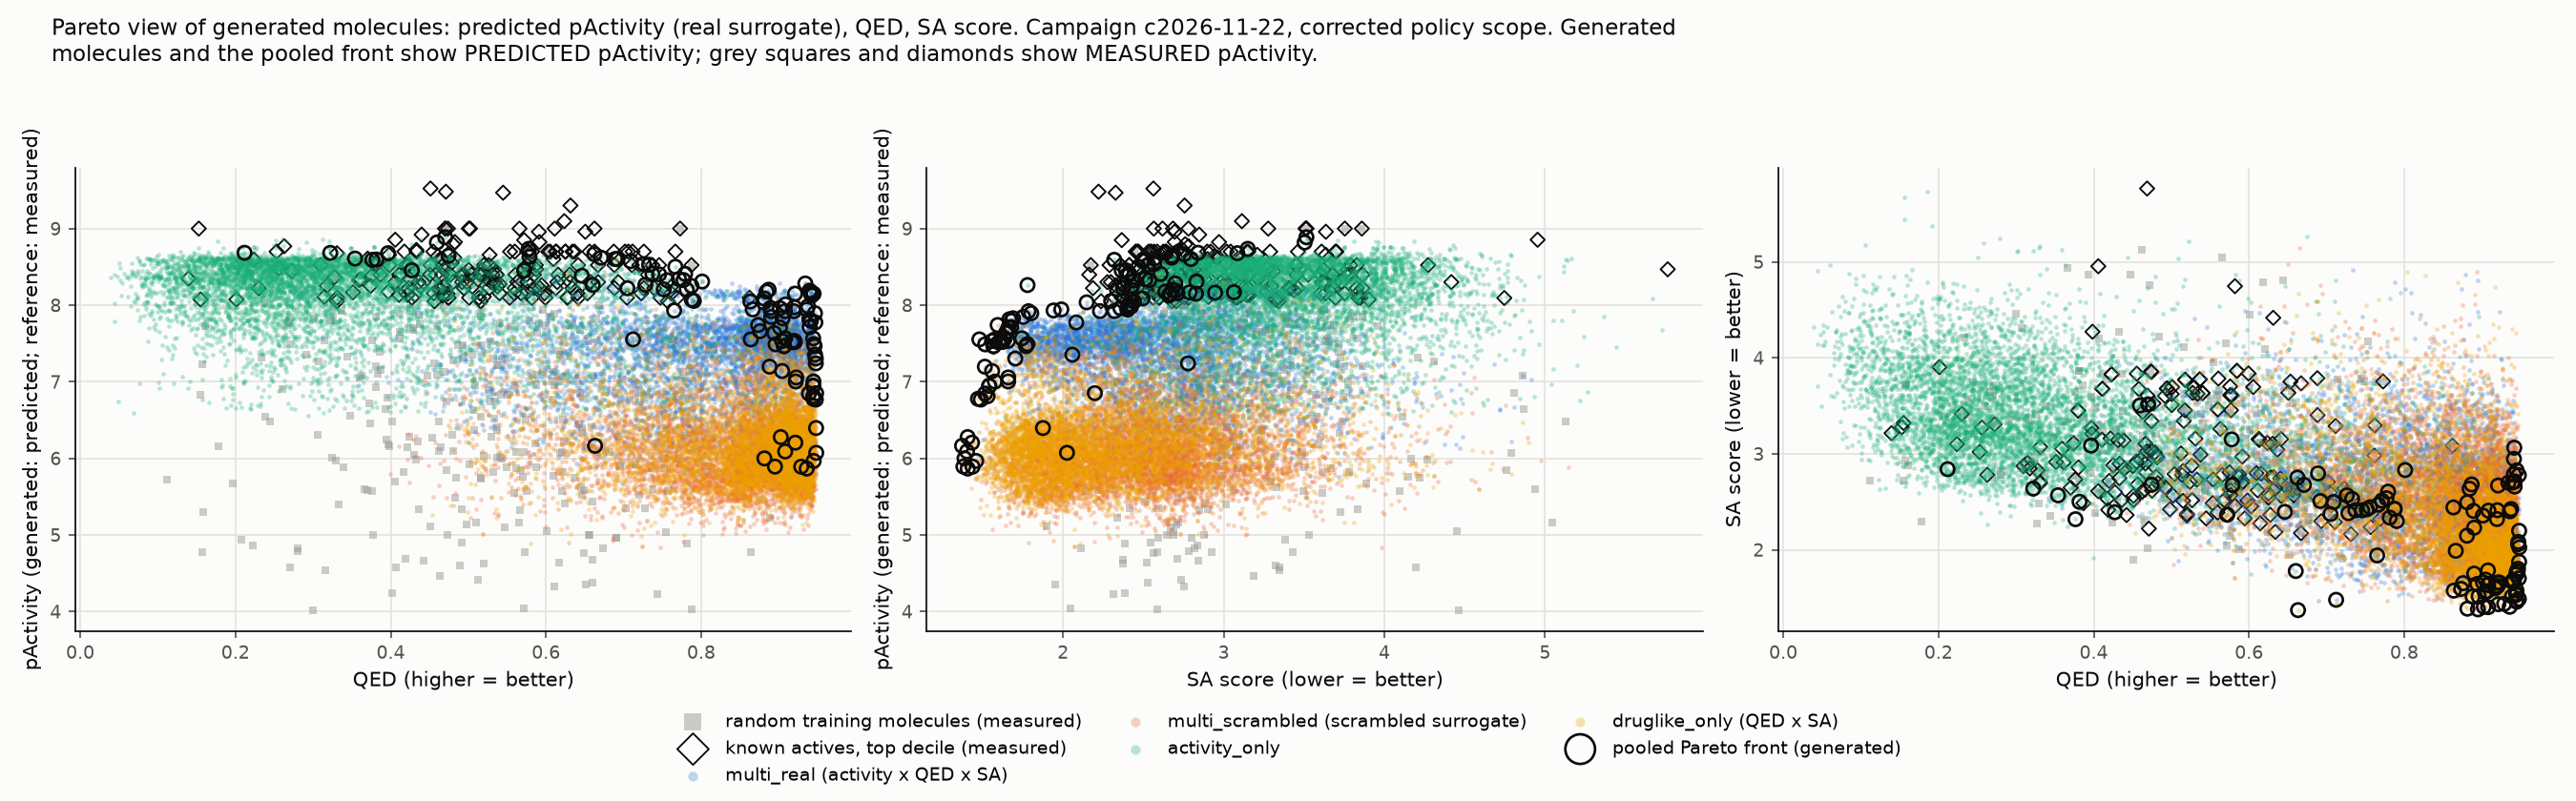 Pareto view of generated molecules: predicted pActivity (real surrogate), QED, SA score. Campaign c2026-11-22, corrected policy scope. Generated
molecules and the pooled front show PREDICTED pActivity; grey squares and diamonds show MEASURED pActivity.
pActivity (generated: predicted; reference: measured)
9
8
7
6
5
4
0.0 0.2 0.4 0.6 0.8
QED (higher = better)
pActivity (generated: predicted; reference: measured)
9
8
7
6
5
4
2 3 4 5
SA score (lower = better)
SA score (lower = better)
5
4
3
2
0.0 0.2 0.4 0.6 0.8
QED (higher = better)
random training molecules (measured)
known actives, top decile (measured)
multi_real (activity x QED x SA)
multi_scrambled (scrambled surrogate)
activity_only
druglike_only (QED x SA)
pooled Pareto front (generated)